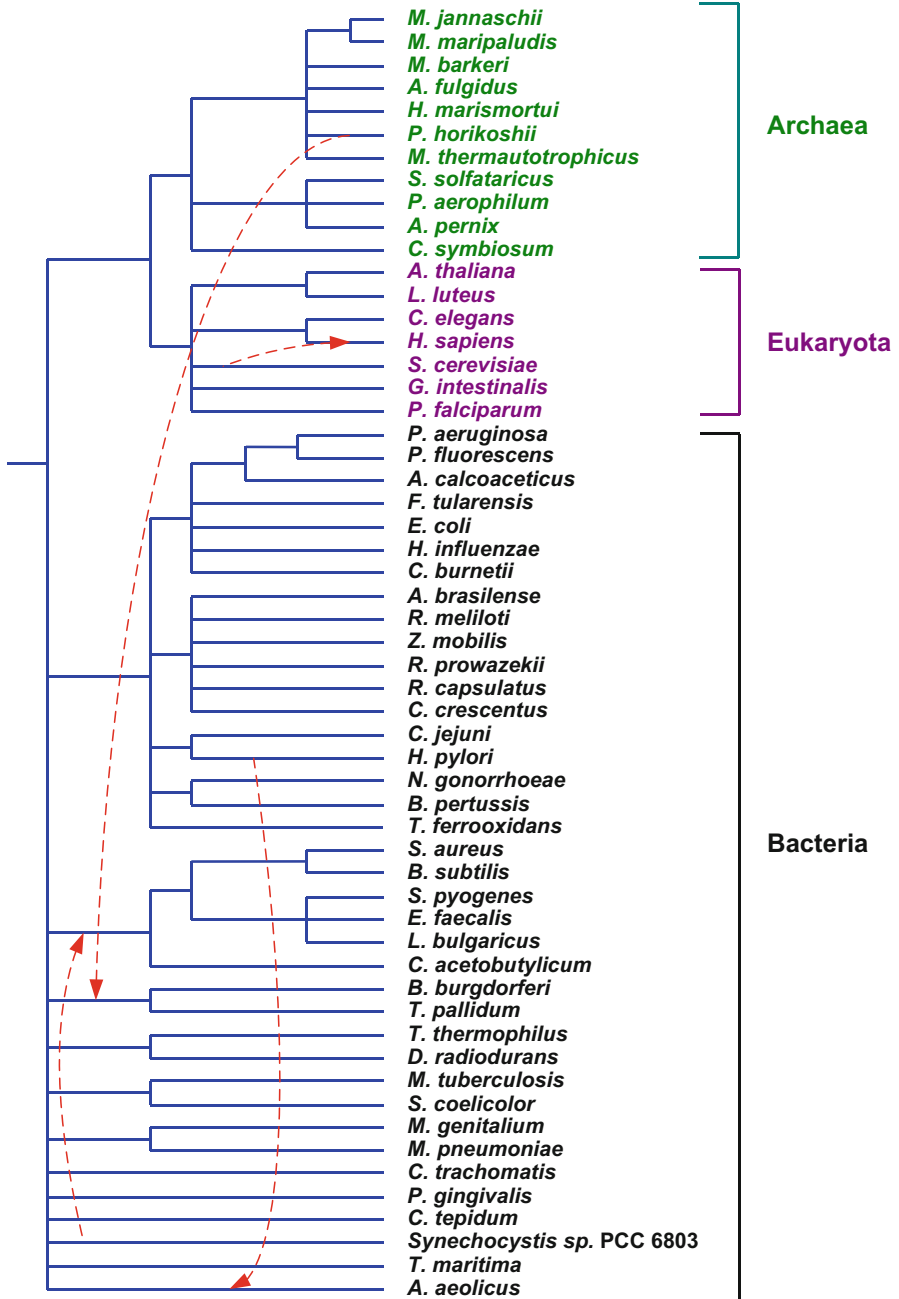 M. jannaschii
M. maripaludis
M. barkeri
A. fulgidus
H. marismortui
P. horikoshii
M. thermautotrophicus
S. solfataricus
P. aerophilum
A. pernix
C. symbiosum
Archaea
A. thaliana
L. luteus
C. elegans
H. sapiens
S. cerevisiae
G. intestinalis
P. falciparum
Eukaryota
P. aeruginosa
P. fluorescens
A. calcoaceticus
F. tularensis
E. coli
H. influenzae
C. burnetii
A. brasilense
R. meliloti
Z. mobilis
R. prowazekii
R. capsulatus
C. crescentus
C. jejuni
H. pylori
N. gonorrhoeae
B. pertussis
T. ferrooxidans
S. aureus
B. subtilis
S. pyogenes
E. faecalis
L. bulgaricus
C. acetobutylicum
B. burgdorferi
T. pallidum
T. thermophilus
D. radiodurans
M. tuberculosis
S. coelicolor
M. genitalium
M. pneumoniae
C. trachomatis
P. gingivalis
C. tepidum
Synechocystis sp. PCC 6803
T. maritima
A. aeolicus
Bacteria